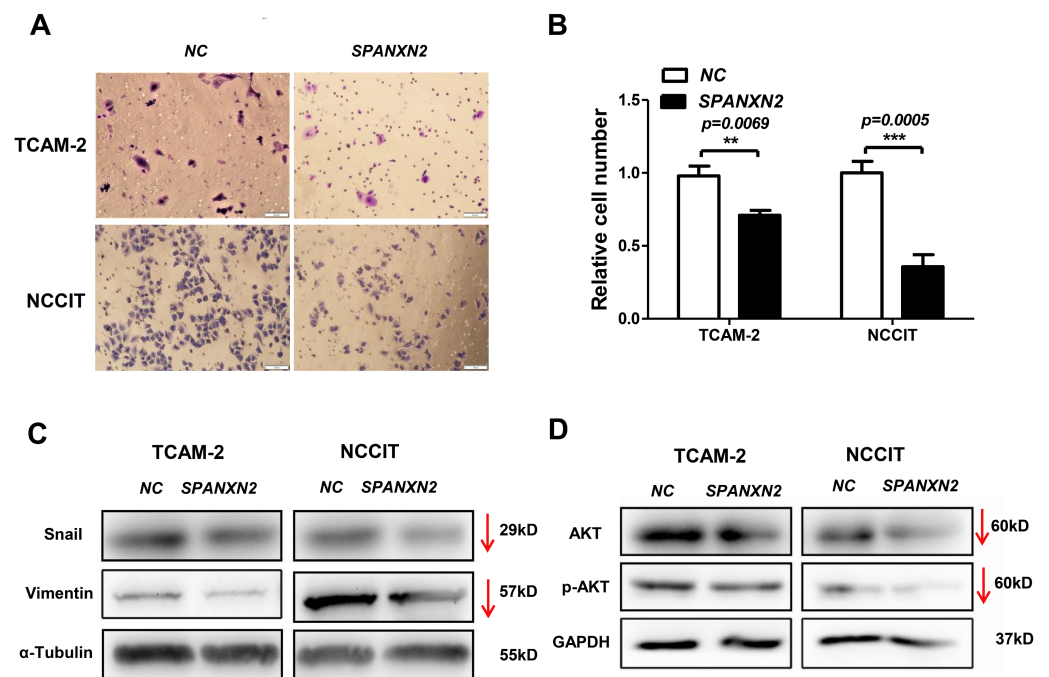 A
NC SPANXN2
TCAM-2
NCCIT
B
NC
SPANXN2
1.5
1.0
0.5
0.0
Relative cell number
p=0.0069
**
p=0.0005
***
TCAM-2 NCCIT
C
TCAM-2 NCCIT
NC SPANXN2 NC SPANXN2
Snail 29kD
Vimentin 57kD
α-Tubulin 55kD
D
TCAM-2 NCCIT
NC SPANXN2 NC SPANXN2
AKT 60kD
p-AKT 60kD
GAPDH 37kD